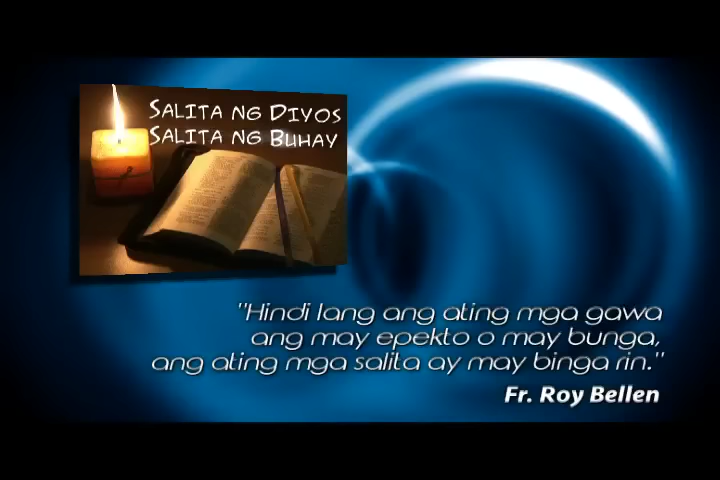 SALITA NG DIYOS
SALITA NG BUHAY
"Hindi lang ang ating mga gawa
ang may epekto o may bunga,
ang ating mga salita ay may binga rin."
Fr. Roy Bellen